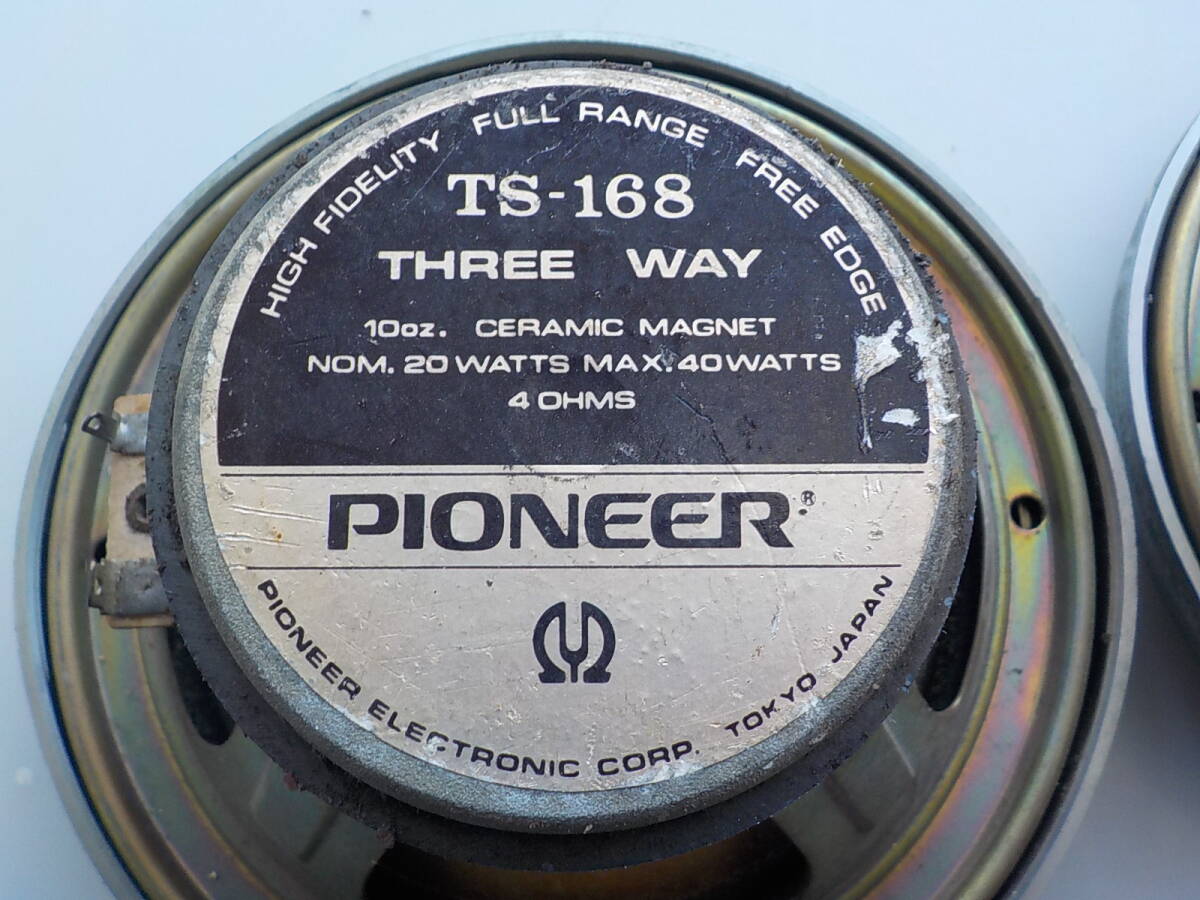 HIGH FIDELITY FULL RANGE FREE EDGE
TS-168
THREE WAY
10oz. CERAMIC MAGNET
NOM. 20 WATTS MAX. 40 WATTS
4 OHMS
PIONEER®
PIONEER ELECTRONIC CORP. TOKYO JAPAN